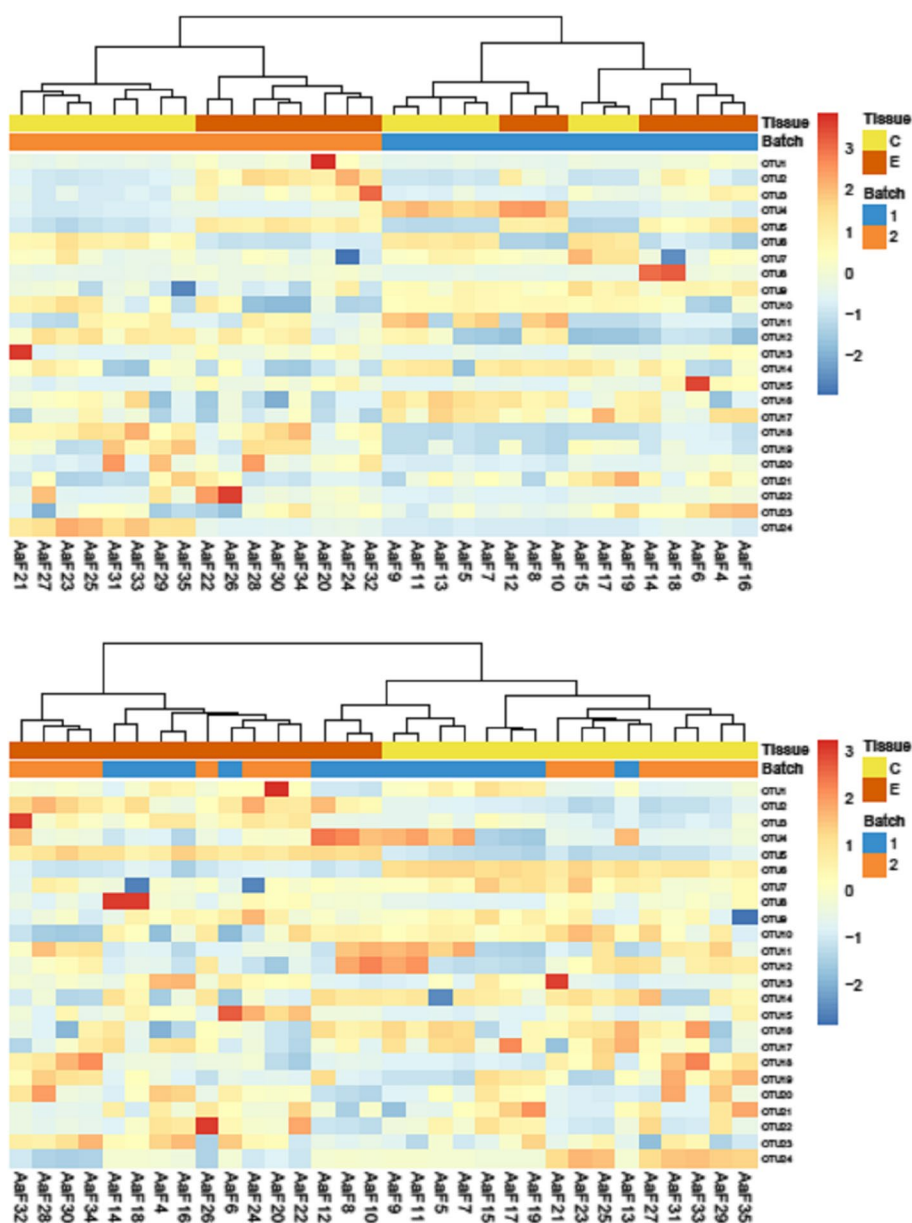 Tissue
Batch
OTU1
OTU2
OTU3
OTU4
OTU5
OTU6
OTU7
OTU8
OTU9
OTU10
OTU11
OTU12
OTU13
OTU14
OTU15
OTU16
OTU17
OTU18
OTU19
OTU20
OTU21
OTU22
OTU23
OTU24
AaF21 AaF27 AaF23 AaF25 AaF31 AaF33 AaF29 AaF35 AaF22 AaF26 AaF28 AaF30 AaF34 AaF20 AaF24 AaF32 AaF9 AaF11 AaF13 AaF5 AaF7 AaF12 AaF8 AaF10 AaF15 AaF17 AaF19 AaF14 AaF18 AaF6 AaF4 AaF16
3
2
1
0
−1
−2
Tissue
C
E
Batch
1
2
Tissue
Batch
OTU1
OTU2
OTU3
OTU4
OTU5
OTU6
OTU7
OTU8
OTU9
OTU10
OTU11
OTU12
OTU13
OTU14
OTU15
OTU16
OTU17
OTU18
OTU19
OTU20
OTU21
OTU22
OTU23
OTU24
AaF32 AaF28 AaF30 AaF34 AaF14 AaF18 AaF4 AaF16 AaF26 AaF6 AaF24 AaF20 AaF22 AaF12 AaF8 AaF10 AaF9 AaF11 AaF5 AaF7 AaF15 AaF17 AaF19 AaF21 AaF23 AaF25 AaF13 AaF27 AaF31 AaF33 AaF29 AaF35
3
2
1
0
−1
−2
Tissue
C
E
Batch
1
2